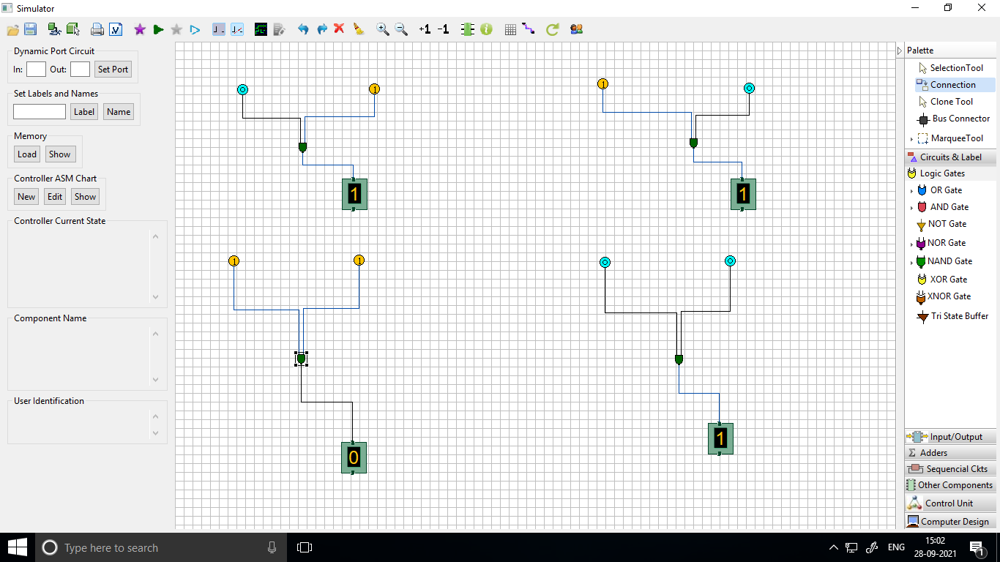 Simulator
+1 -1
Dynamic Port Circuit
In: Out: Set Port
Set Labels and Names
Label Name
Memory
Load Show
Controller ASM Chart
New Edit Show
Controller Current State
Component Name
User Identification
0 1
1
1 0
1
1 1
0
0 0
1
Palette
SelectionTool
Connection
Clone Tool
Bus Connector
MarqueeTool
Circuits & Label
Logic Gates
OR Gate
AND Gate
NOT Gate
NOR Gate
NAND Gate
XOR Gate
XNOR Gate
Tri State Buffer
Input/Output
Σ Adders
Sequencial Ckts
Other Components
Control Unit
Computer Design
Type here to search
ENG
15:02
28-09-2021
1